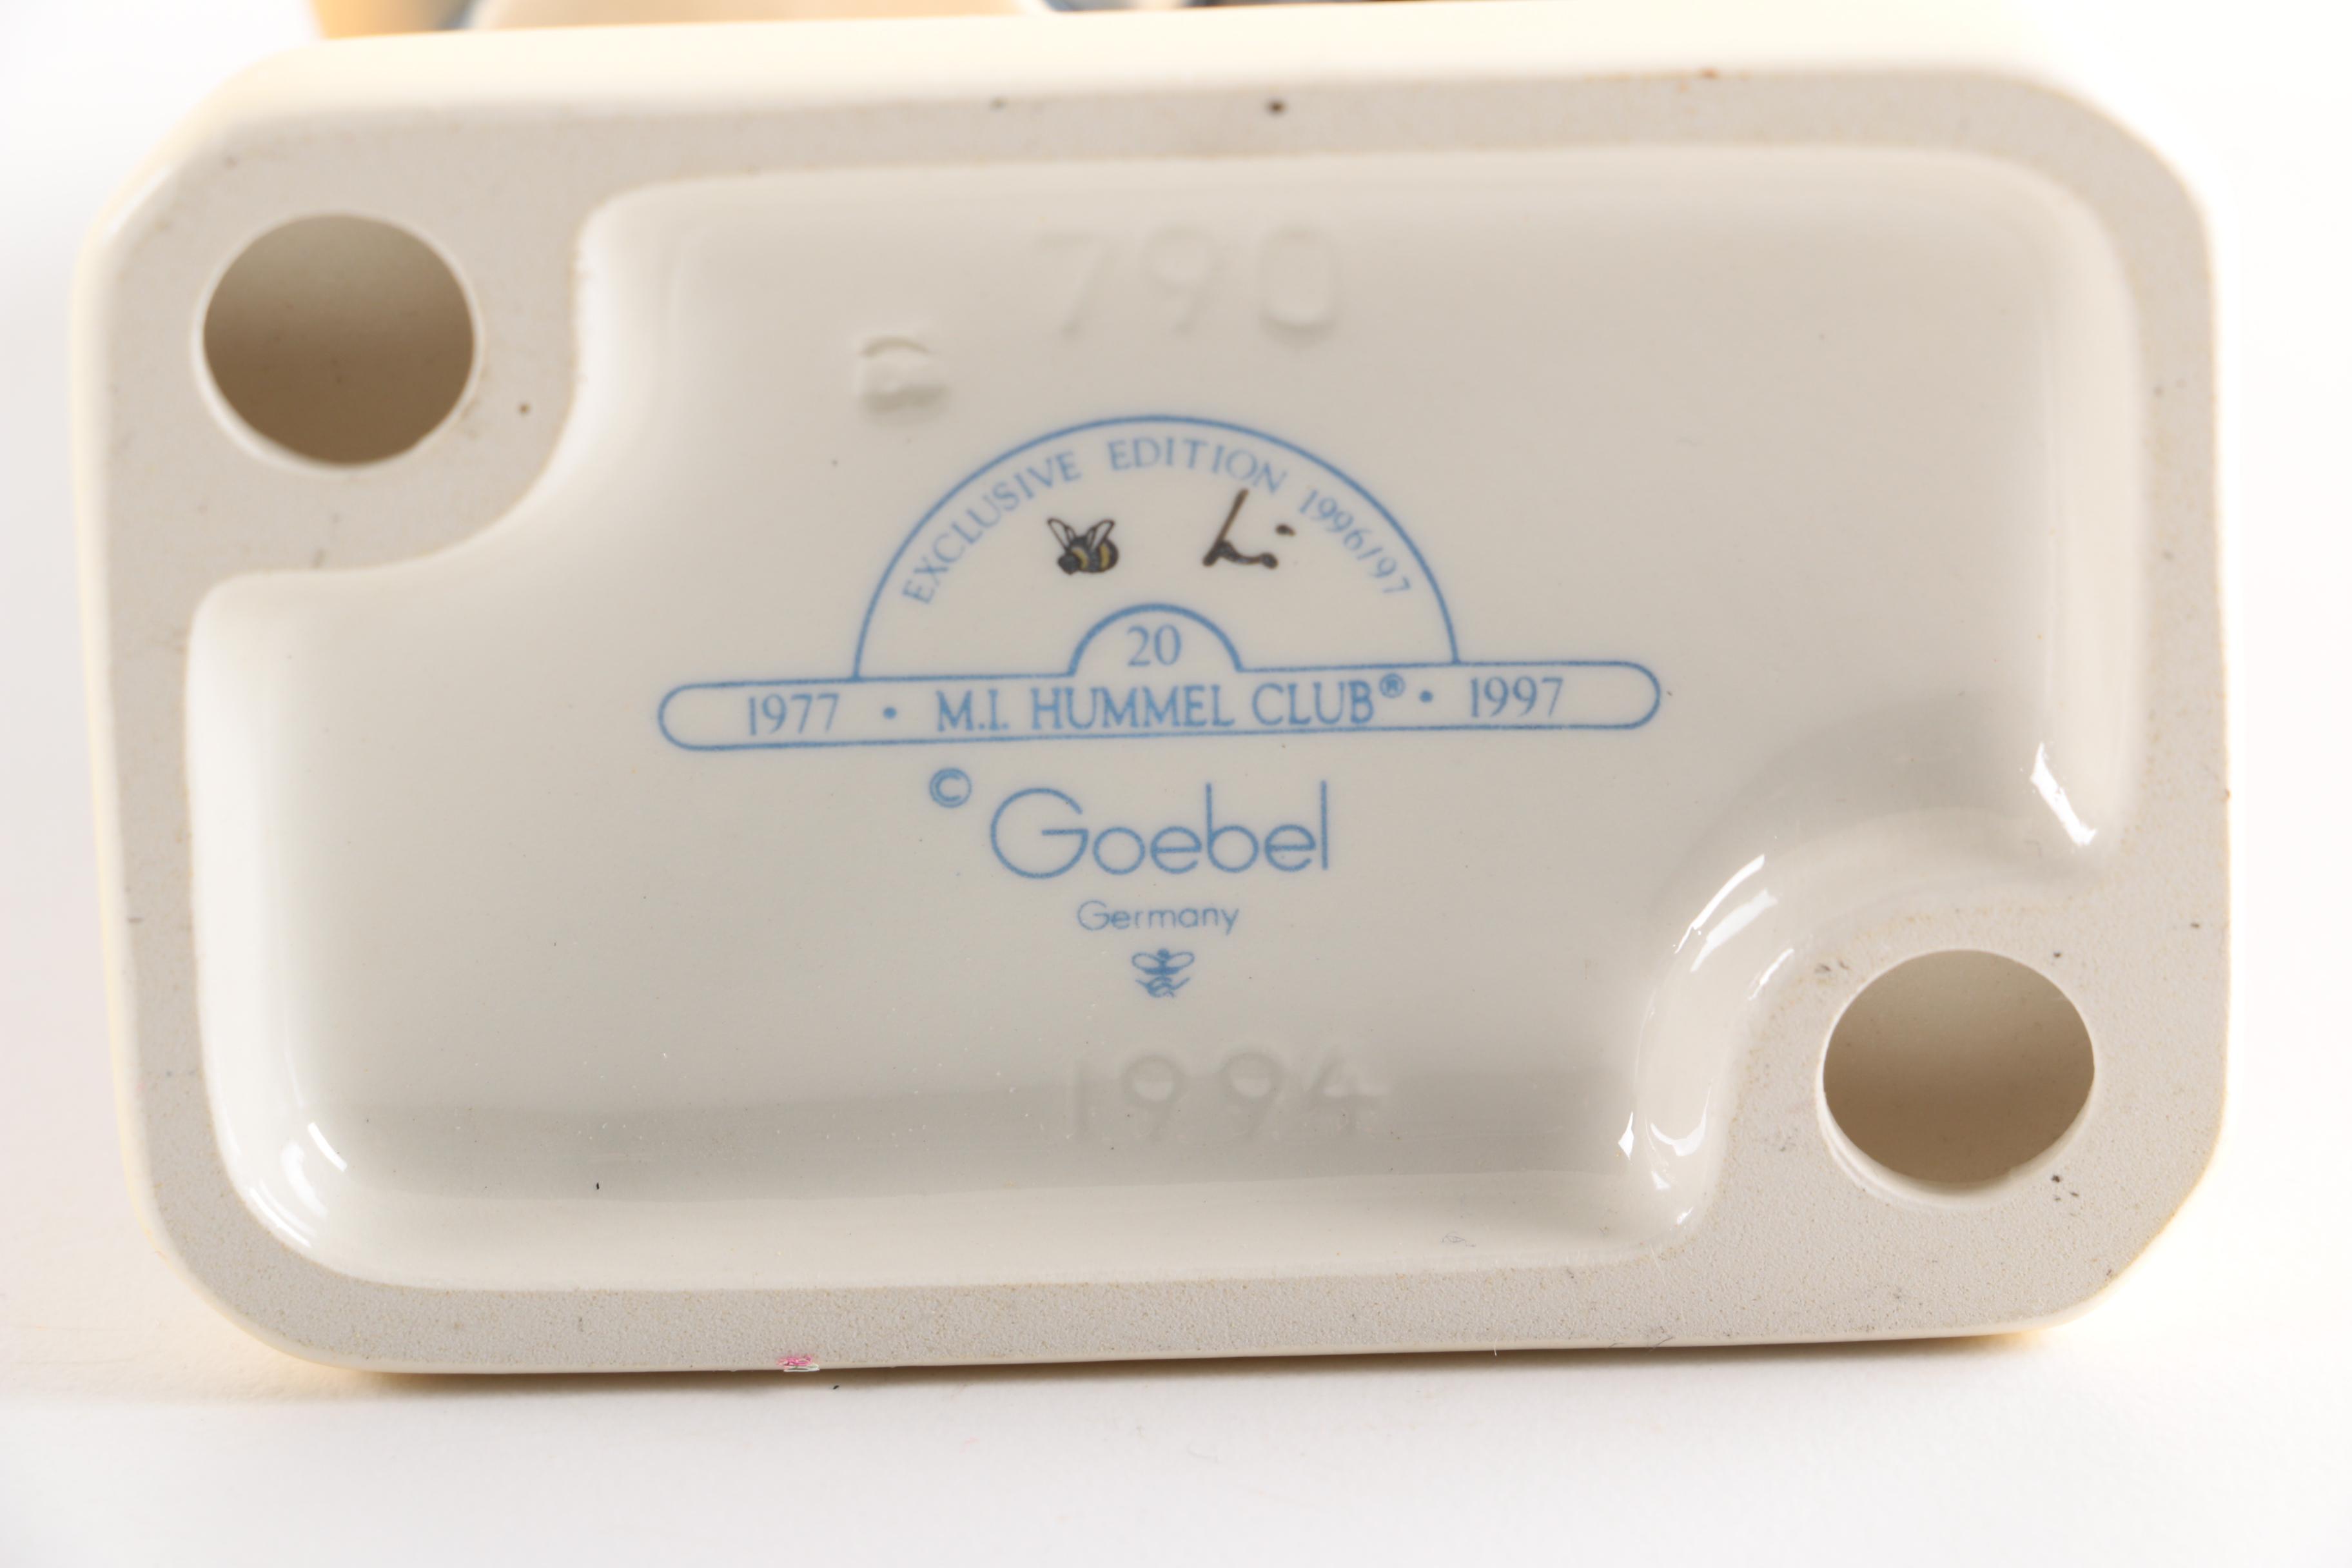 790
EXCLUSIVE EDITION 1996/97
20
1977 • M.I. HUMMEL CLUB® • 1997
© Goebel
Germany
1994